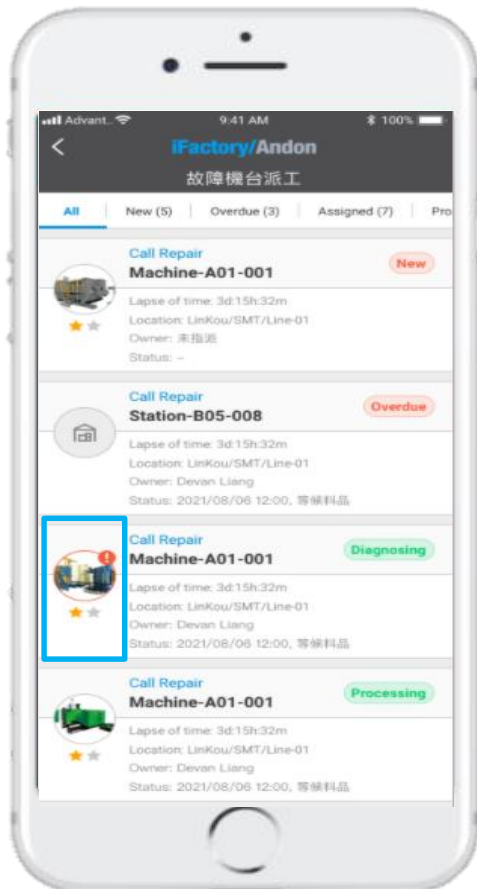 Advant..
9:41 AM
100%
iFactory/Andon
故障機台派工
All
New (5)
Overdue (3)
Assigned (7)
Pro
Call Repair
New
Machine-A01-001
Lapse of time: 3d:15h:32m
Location: LinKou/SMT/Line-01
Owner: 未指派
Status: –
Call Repair
Overdue
Station-B05-008
Lapse of time: 3d:15h:32m
Location: LinKou/SMT/Line-01
Owner: Devan Liang
Status: 2021/08/06 12:00, 等候料品
Call Repair
Diagnosing
Machine-A01-001
Lapse of time: 3d:15h:32m
Location: LinKou/SMT/Line-01
Owner: Devan Liang
Status: 2021/08/06 12:00, 等候料品
Call Repair
Processing
Machine-A01-001
Lapse of time: 3d:15h:32m
Location: LinKou/SMT/Line-01
Owner: Devan Liang
Status: 2021/08/06 12:00, 等候料品